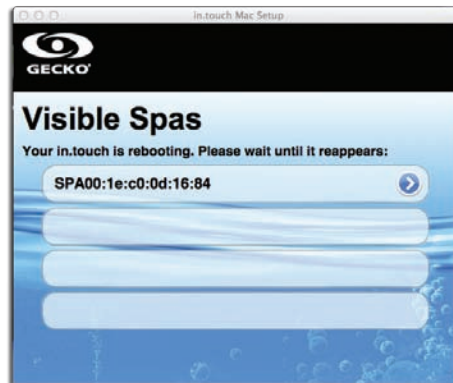 in.touch Mac Setup
GECKO
Visible Spas
Your in.touch is rebooting. Please wait until it reappears:
SPA00:1e:c0:0d:16:84